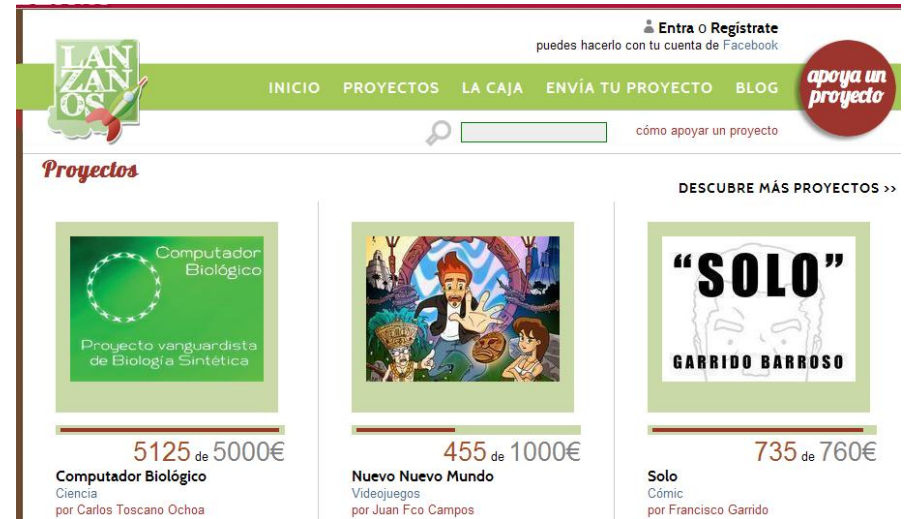 Entra o Regístrate
puedes hacerlo con tu cuenta de Facebook
LAN
ZAN
OS
INICIO PROYECTOS LA CAJA ENVÍA TU PROYECTO BLOG
apoya un
proyecto
cómo apoyar un proyecto
Proyectos
DESCUBRE MÁS PROYECTOS >>
Computador
Biológico
Proyecto vanguardista
de Biología Sintética
"SOLO"
GARRIDO BARROSO
5125 de 5000€
455 de 1000€
735 de 760€
Computador Biológico
Ciencia
por Carlos Toscano Ochoa
Nuevo Nuevo Mundo
Videojuegos
por Juan Fco Campos
Solo
Cómic
por Francisco Garrido